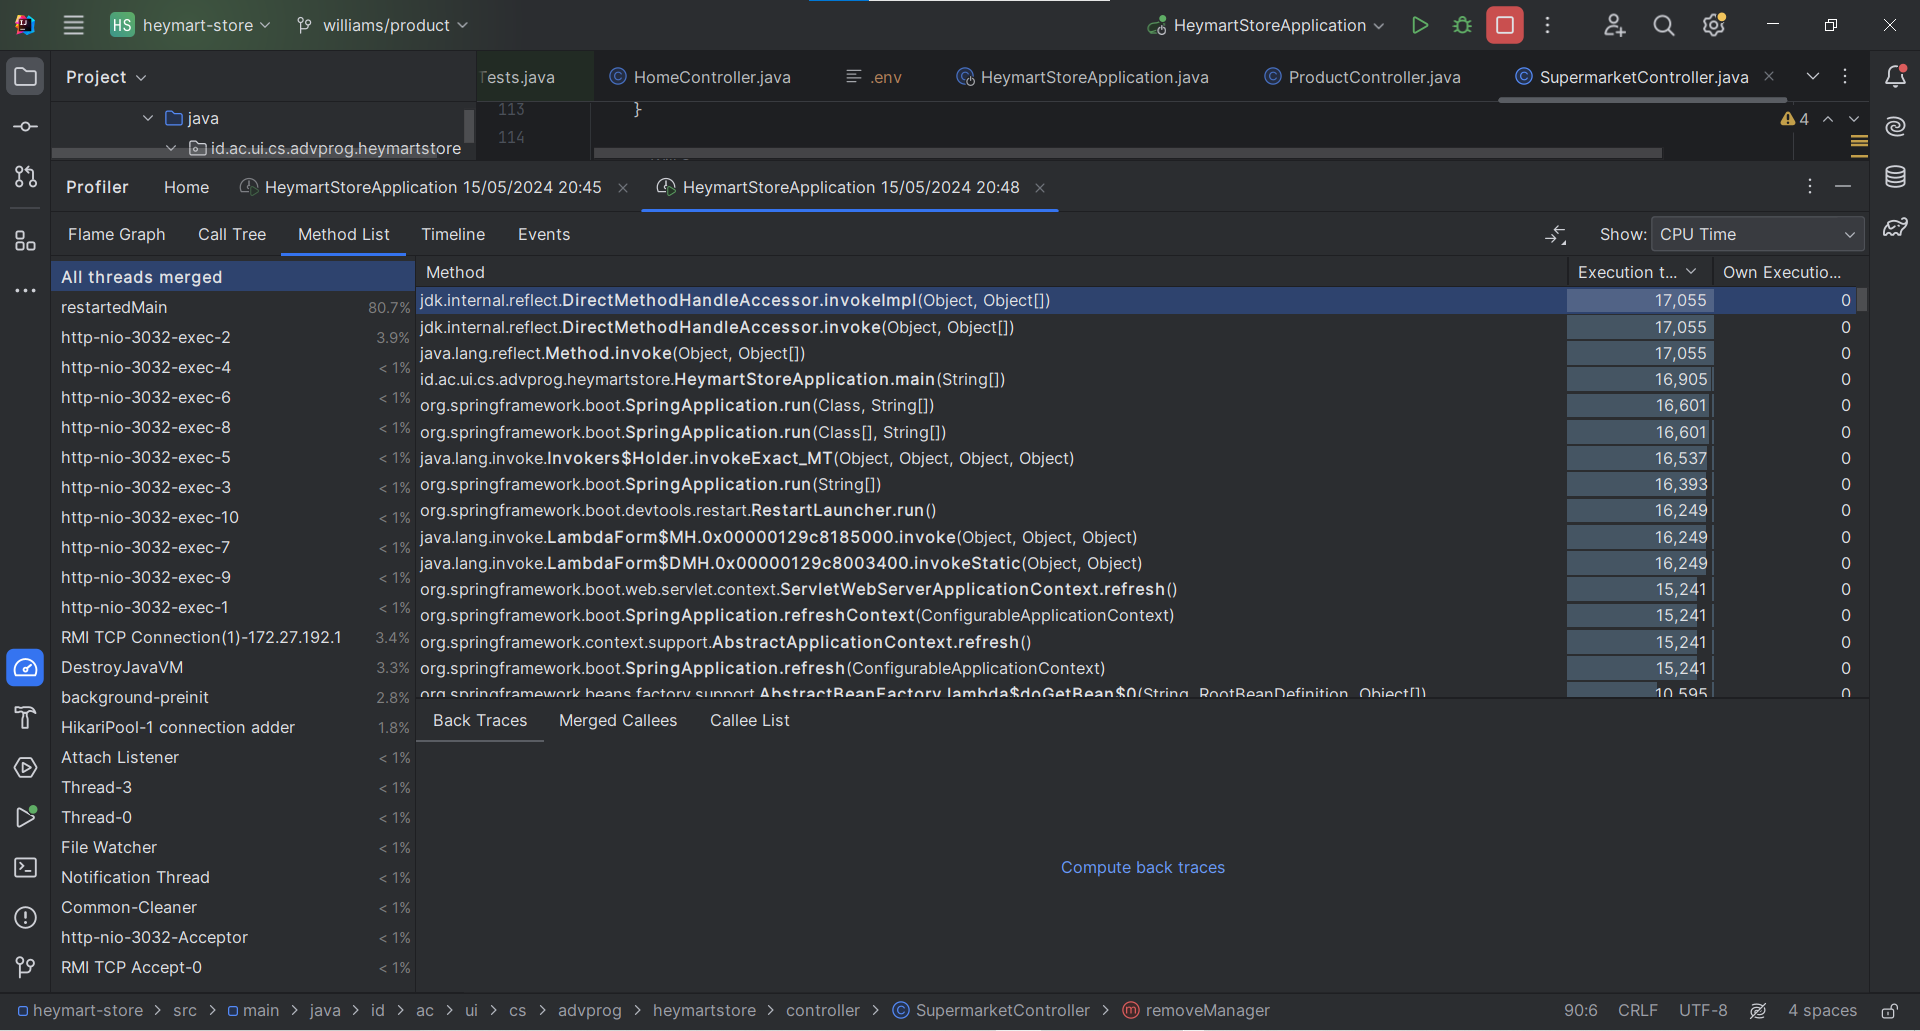 HS heymart-store williams/product HeymartStoreApplication
Project Tests.java HomeController.java .env HeymartStoreApplication.java ProductController.java SupermarketController.java
113 }
114
4
java
id.ac.ui.cs.advprog.heymartstore
Profiler Home HeymartStoreApplication 15/05/2024 20:45 HeymartStoreApplication 15/05/2024 20:48
Flame Graph Call Tree Method List Timeline Events Show: CPU Time
All threads merged
restartedMain 80.7%
http-nio-3032-exec-2 3.9%
http-nio-3032-exec-4 < 1%
http-nio-3032-exec-6 < 1%
http-nio-3032-exec-8 < 1%
http-nio-3032-exec-5 < 1%
http-nio-3032-exec-3 < 1%
http-nio-3032-exec-10 < 1%
http-nio-3032-exec-7 < 1%
http-nio-3032-exec-9 < 1%
http-nio-3032-exec-1 < 1%
RMI TCP Connection(1)-172.27.192.1 3.4%
DestroyJavaVM 3.3%
background-preinit 2.8%
HikariPool-1 connection adder 1.8%
Attach Listener < 1%
Thread-3 < 1%
Thread-0 < 1%
File Watcher < 1%
Notification Thread < 1%
Common-Cleaner < 1%
http-nio-3032-Acceptor < 1%
RMI TCP Accept-0 < 1%
Method Execution t... Own Executio...
jdk.internal.reflect.DirectMethodHandleAccessor.invokeImpl(Object, Object[]) 17,055 0
jdk.internal.reflect.DirectMethodHandleAccessor.invoke(Object, Object[]) 17,055 0
java.lang.reflect.Method.invoke(Object, Object[]) 17,055 0
id.ac.ui.cs.advprog.heymartstore.HeymartStoreApplication.main(String[]) 16,905 0
org.springframework.boot.SpringApplication.run(Class, String[]) 16,601 0
org.springframework.boot.SpringApplication.run(Class[], String[]) 16,601 0
java.lang.invoke.Invokers$Holder.invokeExact_MT(Object, Object, Object, Object) 16,537 0
org.springframework.boot.SpringApplication.run(String[]) 16,393 0
org.springframework.boot.devtools.restart.RestartLauncher.run() 16,249 0
java.lang.invoke.LambdaForm$MH.0x00000129c8185000.invoke(Object, Object, Object) 16,249 0
java.lang.invoke.LambdaForm$DMH.0x00000129c8003400.invokeStatic(Object, Object) 16,249 0
org.springframework.boot.web.servlet.context.ServletWebServerApplicationContext.refresh() 15,241 0
org.springframework.boot.SpringApplication.refreshContext(ConfigurableApplicationContext) 15,241 0
org.springframework.context.support.AbstractApplicationContext.refresh() 15,241 0
org.springframework.boot.SpringApplication.refresh(ConfigurableApplicationContext) 15,241 0
org.springframework.beans.factory.support.AbstractBeanFactory.lambda$doGetBean$0(String, RootBeanDefinition, Object[]) 10,595 0
Back Traces Merged Callees Callee List
Compute back traces
heymart-store > src > main > java > id > ac > ui > cs > advprog > heymartstore > controller > SupermarketController > removeManager 90:6 CRLF UTF-8 4 spaces